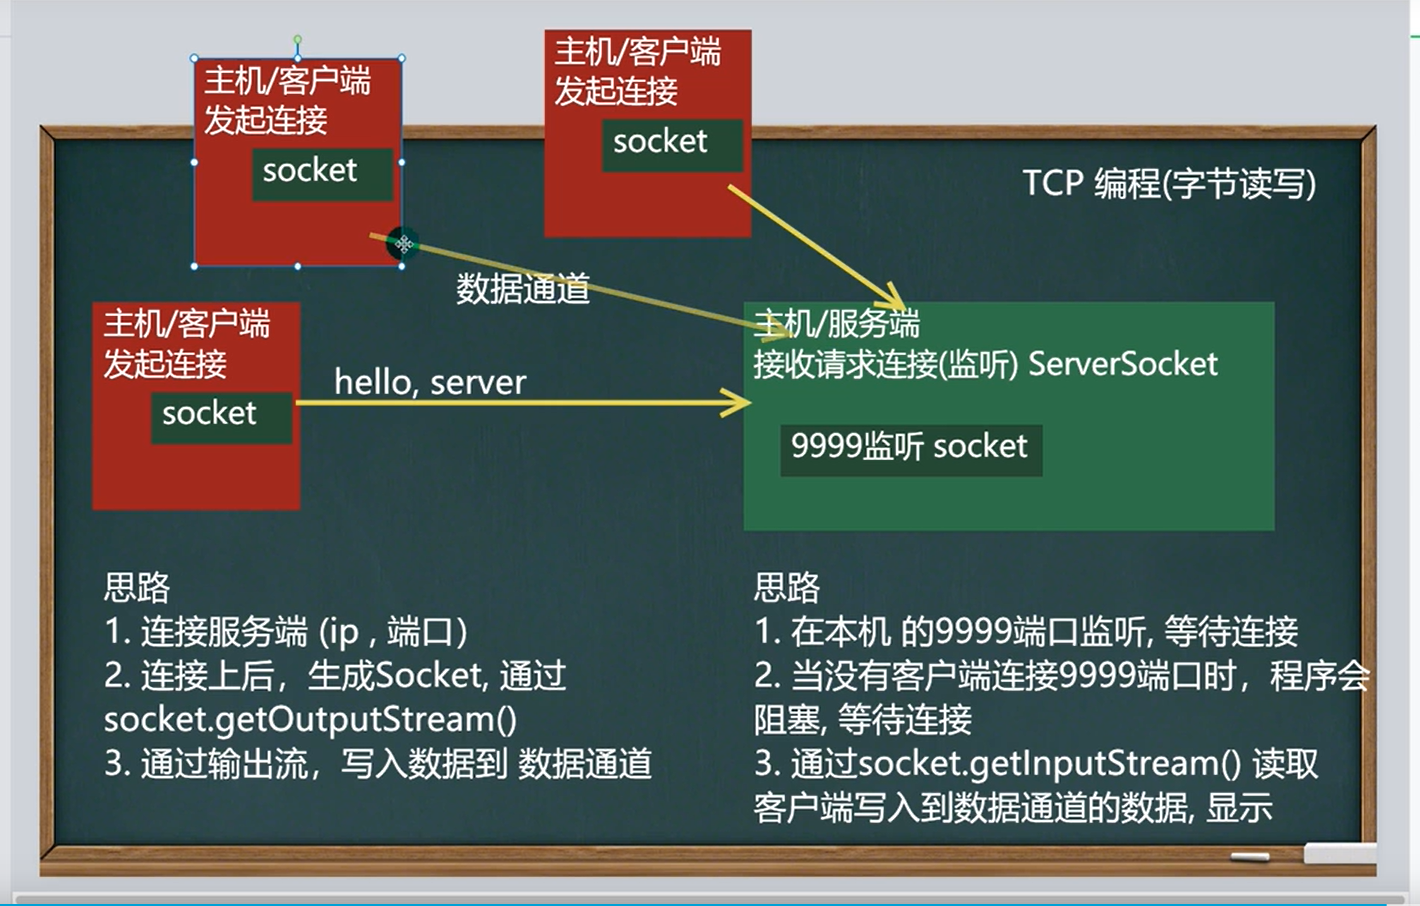 主机/客户端
发起连接
socket
主机/客户端
发起连接
socket
TCP 编程(字节读写)
数据通道
主机/客户端
发起连接
socket
hello, server
主机/服务端
接收请求连接(监听) ServerSocket
9999监听 socket
思路
1. 连接服务端 (ip , 端口)
2. 连接上后，生成Socket, 通过
socket.getOutputStream()
3. 通过输出流，写入数据到 数据通道
思路
1. 在本机 的9999端口监听, 等待连接
2. 当没有客户端连接9999端口时，程序会
阻塞, 等待连接
3. 通过socket.getInputStream() 读取
客户端写入到数据通道的数据, 显示